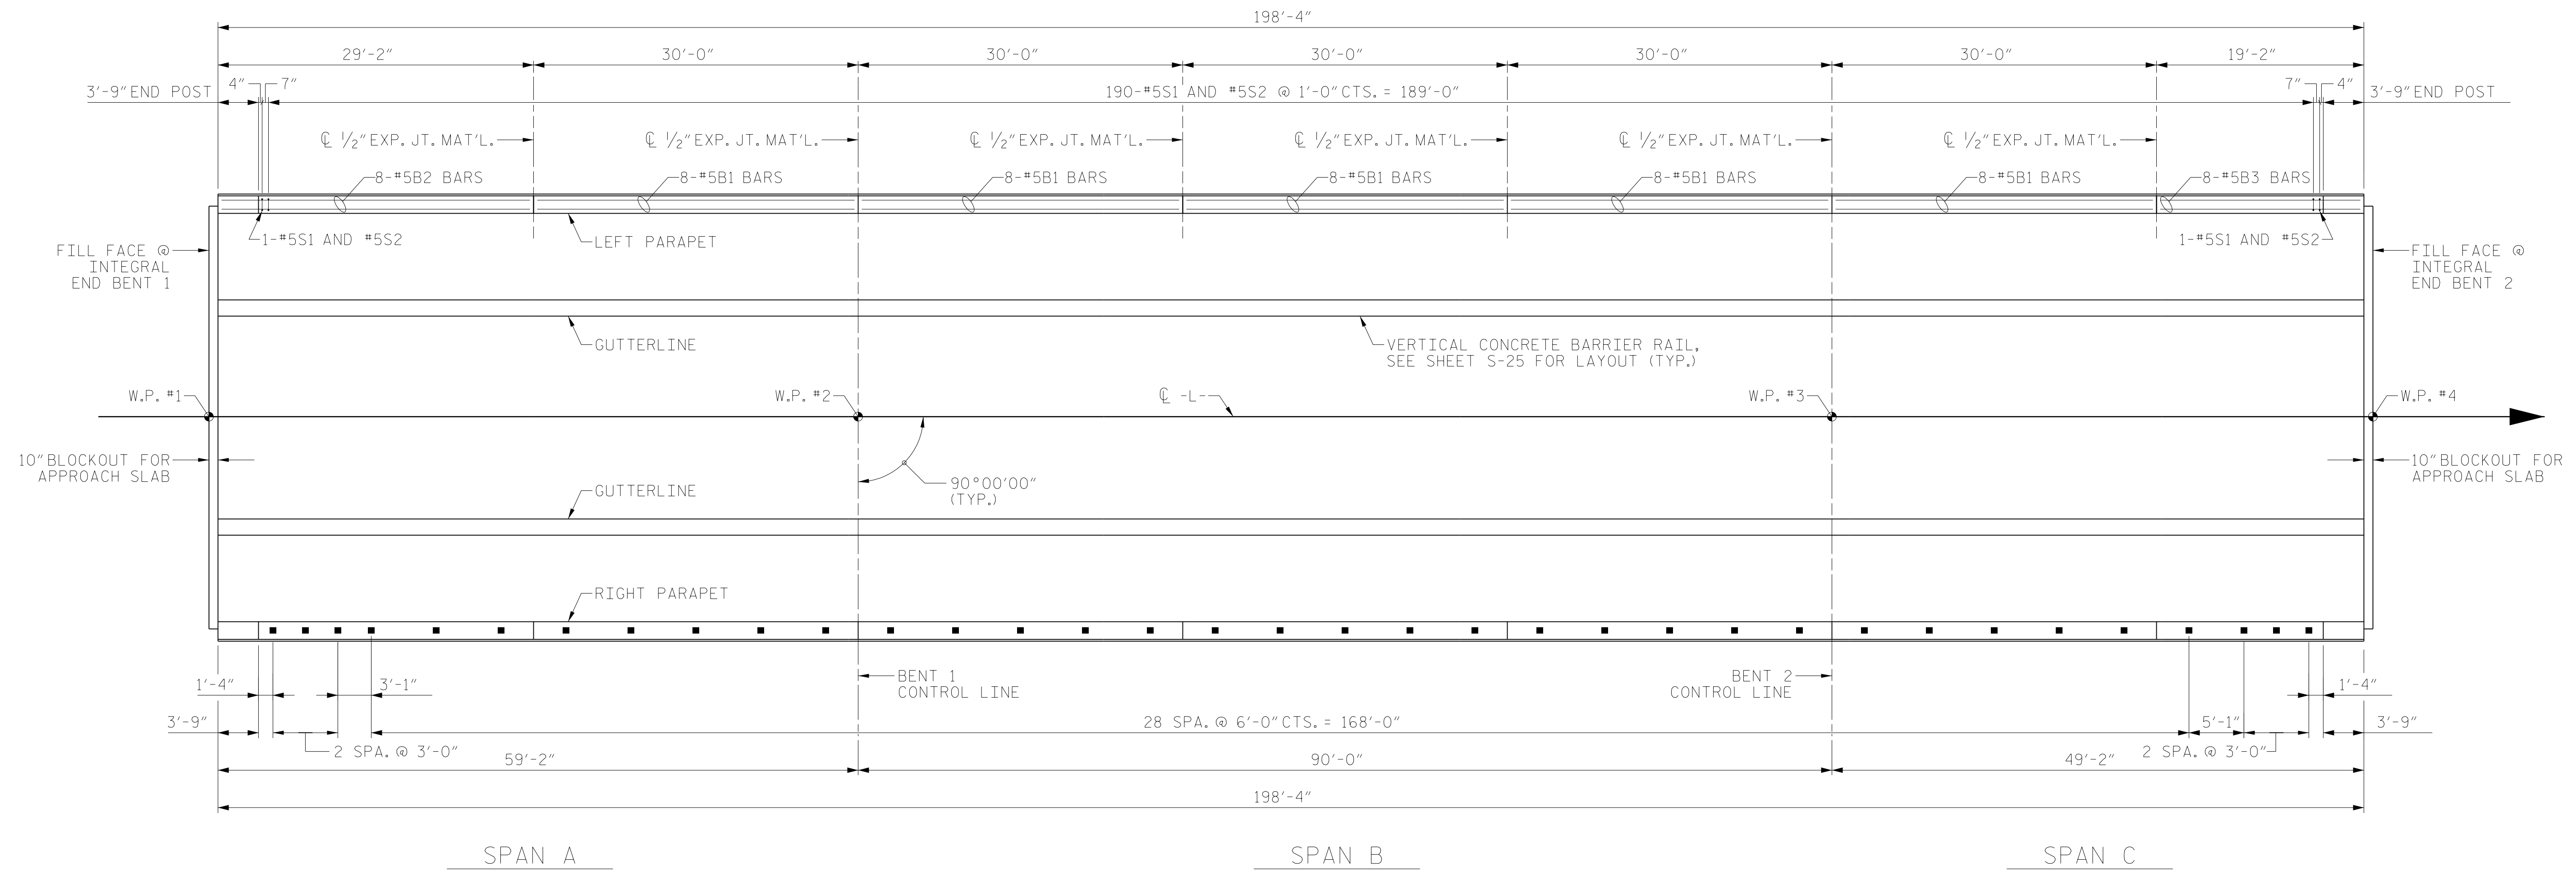 198'-4"
29'-2" 30'-0" 30'-0" 30'-0" 30'-0" 30'-0" 19'-2"
4" 7" 7" 4"
3'-9" END POST 190-#5S1 AND #5S2 @ 1'-0" CTS. = 189'-0" 3'-9" END POST
℄ ½" EXP. JT. MAT'L. ℄ ½" EXP. JT. MAT'L. ℄ ½" EXP. JT. MAT'L. ℄ ½" EXP. JT. MAT'L. ℄ ½" EXP. JT. MAT'L. ℄ ½" EXP. JT. MAT'L.
8-#5B2 BARS 8-#5B1 BARS 8-#5B1 BARS 8-#5B1 BARS 8-#5B1 BARS 8-#5B1 BARS 8-#5B3 BARS
1-#5S1 AND #5S2 LEFT PARAPET 1-#5S1 AND #5S2
FILL FACE @
INTEGRAL
END BENT 1
FILL FACE @
INTEGRAL
END BENT 2
GUTTERLINE
VERTICAL CONCRETE BARRIER RAIL,
SEE SHEET S-25 FOR LAYOUT (TYP.)
W.P. #1 W.P. #2 ℄ -L- W.P. #3 W.P. #4
10" BLOCKOUT FOR
APPROACH SLAB
90°00'00"
(TYP.)
10" BLOCKOUT FOR
APPROACH SLAB
GUTTERLINE
RIGHT PARAPET
BENT 1
CONTROL LINE
BENT 2
CONTROL LINE
1'-4" 3'-1" 1'-4"
3'-9" 28 SPA. @ 6'-0" CTS. = 168'-0" 5'-1" 3'-9"
2 SPA. @ 3'-0" 2 SPA. @ 3'-0"
59'-2" 90'-0" 49'-2"
198'-4"
SPAN A SPAN B SPAN C